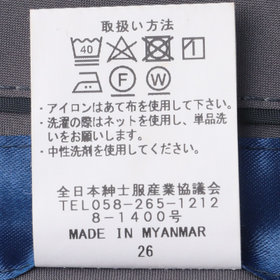 取扱い方法
40
F W
・アイロンはあて布を使用して下さい。
・洗濯の際はネットを使用し、単品洗
いをお願いします。
・中性洗剤を使用してください。
全日本紳士服産業協議会
TEL058-265-1212
8-1400号
MADE IN MYANMAR
26